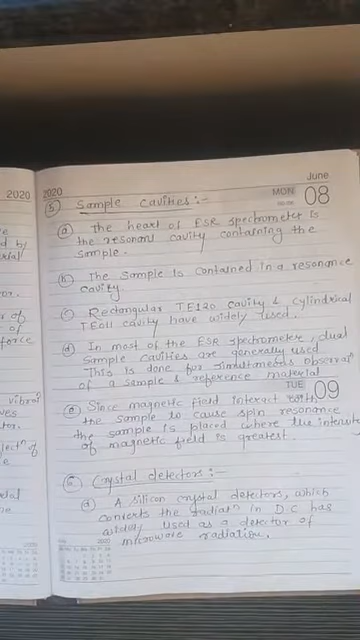 2020
2020
June
MON
08
(5) Sample cavities :-
(a) the heart of ESR spectrometer is
the resonant cavity containing the
sample.
(b) The sample is contained in a resonance
cavity.
(c) Rectangular TE120 cavity & cylindrical
TE011 cavity have widely used.
(d) In most of the ESR spectrometer, dual
sample cavities are generally used
This is done for simultaneous observatn
of a sample & reference material
TUE
09
(e) Since magnetic field interact with
the sample to cause spin resonance
the sample is placed where the intensity
of magnetic field is greatest.
Crystal detectors :-
A silicon crystal detectors, which
converts the radiatn in D.C has
widely used as a detector of
microwave radiation.
2020